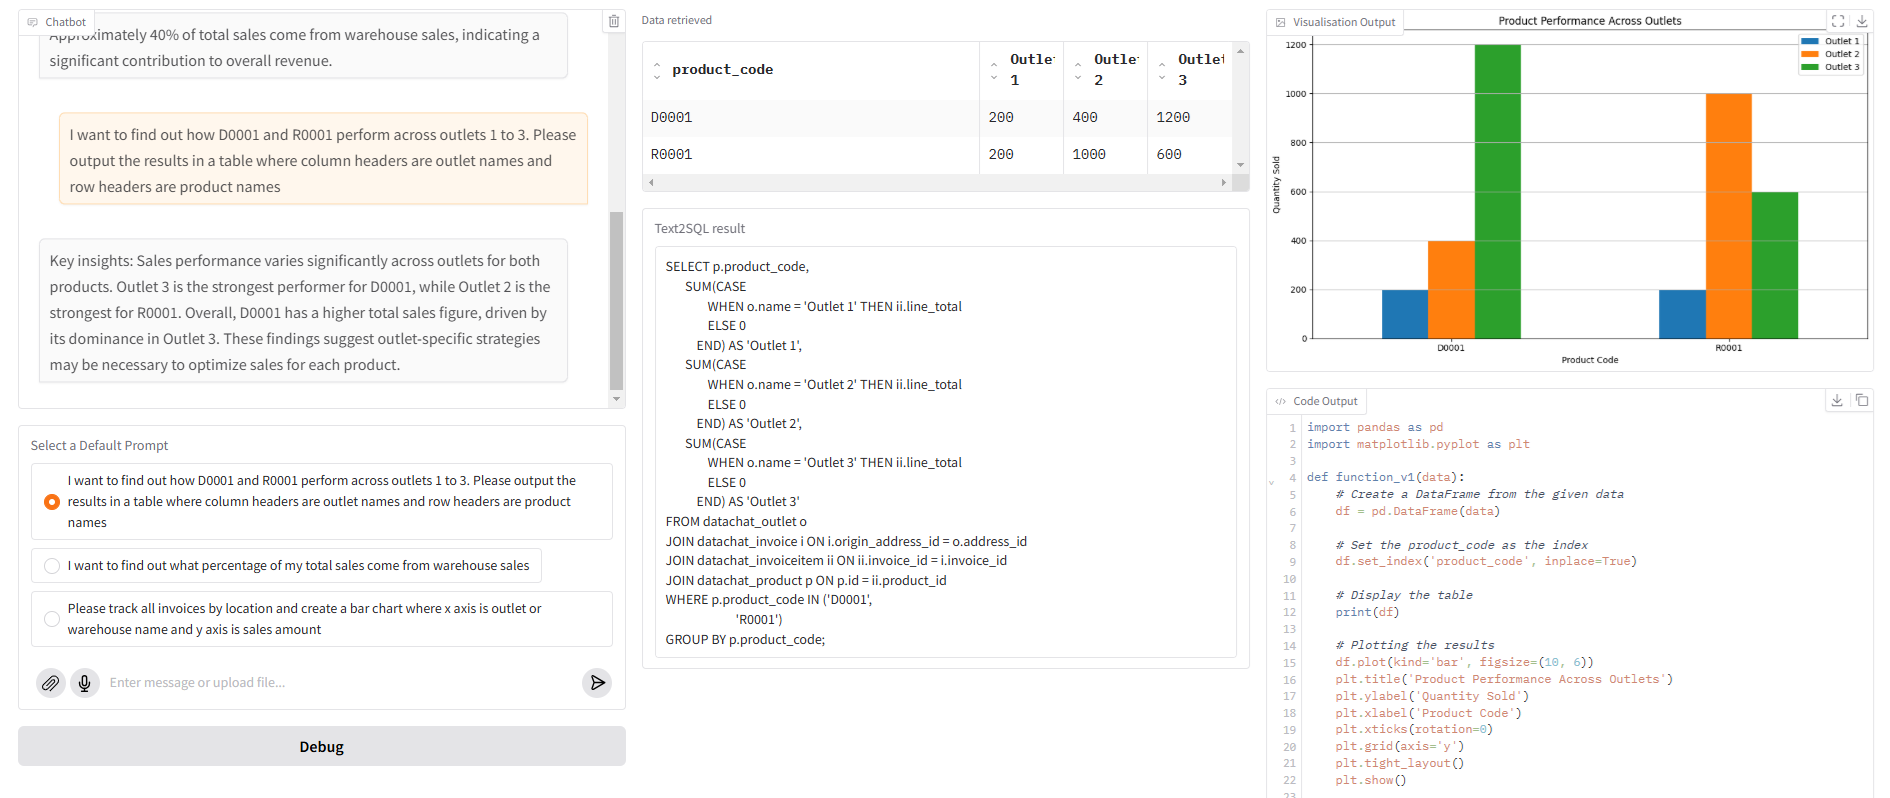 Chatbot
Approximately 40% of total sales come from warehouse sales, indicating a
significant contribution to overall revenue.
I want to find out how D0001 and R0001 perform across outlets 1 to 3. Please
output the results in a table where column headers are outlet names and
row headers are product names
Key insights: Sales performance varies significantly across outlets for both
products. Outlet 3 is the strongest performer for D0001, while Outlet 2 is the
strongest for R0001. Overall, D0001 has a higher total sales figure, driven by
its dominance in Outlet 3. These findings suggest outlet-specific strategies
may be necessary to optimize sales for each product.
Select a Default Prompt
I want to find out how D0001 and R0001 perform across outlets 1 to 3. Please output the
results in a table where column headers are outlet names and row headers are product
names
I want to find out what percentage of my total sales come from warehouse sales
Please track all invoices by location and create a bar chart where x axis is outlet or
warehouse name and y axis is sales amount
Enter message or upload file...
Debug
Data retrieved
product_code Outlet 1 Outlet 2 Outlet 3
D0001 200 400 1200
R0001 200 1000 600
Text2SQL result
SELECT p.product_code,
SUM(CASE
WHEN o.name = 'Outlet 1' THEN ii.line_total
ELSE 0
END) AS 'Outlet 1',
SUM(CASE
WHEN o.name = 'Outlet 2' THEN ii.line_total
ELSE 0
END) AS 'Outlet 2',
SUM(CASE
WHEN o.name = 'Outlet 3' THEN ii.line_total
ELSE 0
END) AS 'Outlet 3'
FROM datachat_outlet o
JOIN datachat_invoice i ON i.origin_address_id = o.address_id
JOIN datachat_invoiceitem ii ON ii.invoice_id = i.invoice_id
JOIN datachat_product p ON p.id = ii.product_id
WHERE p.product_code IN ('D0001',
'R0001')
GROUP BY p.product_code;
Visualisation Output
Product Performance Across Outlets
Outlet 1
Outlet 2
Outlet 3
1200
1000
800
600
400
200
0
Quantity Sold
D0001 R0001
Product Code
Code Output
1 import pandas as pd
2 import matplotlib.pyplot as plt
3
4 def function_v1(data):
5 # Create a DataFrame from the given data
6 df = pd.DataFrame(data)
7
8 # Set the product_code as the index
9 df.set_index('product_code', inplace=True)
10
11 # Display the table
12 print(df)
13
14 # Plotting the results
15 df.plot(kind='bar', figsize=(10, 6))
16 plt.title('Product Performance Across Outlets')
17 plt.ylabel('Quantity Sold')
18 plt.xlabel('Product Code')
19 plt.xticks(rotation=0)
20 plt.grid(axis='y')
21 plt.tight_layout()
22 plt.show()
23